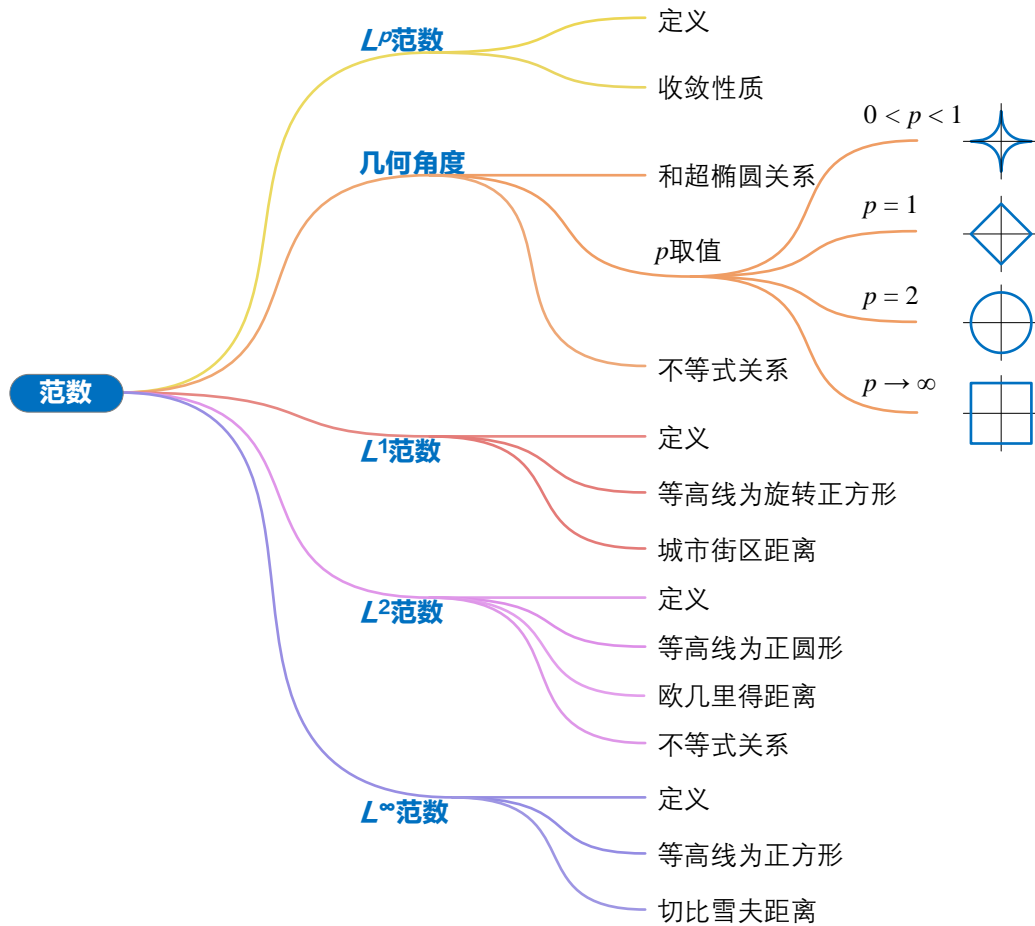 范数
Lᵖ范数
定义
收敛性质
几何角度
和超椭圆关系
p取值
0 < p < 1
p = 1
p = 2
p → ∞
不等式关系
L¹范数
定义
等高线为旋转正方形
城市街区距离
L²范数
定义
等高线为正圆形
欧几里得距离
不等式关系
L∞范数
定义
等高线为正方形
切比雪夫距离